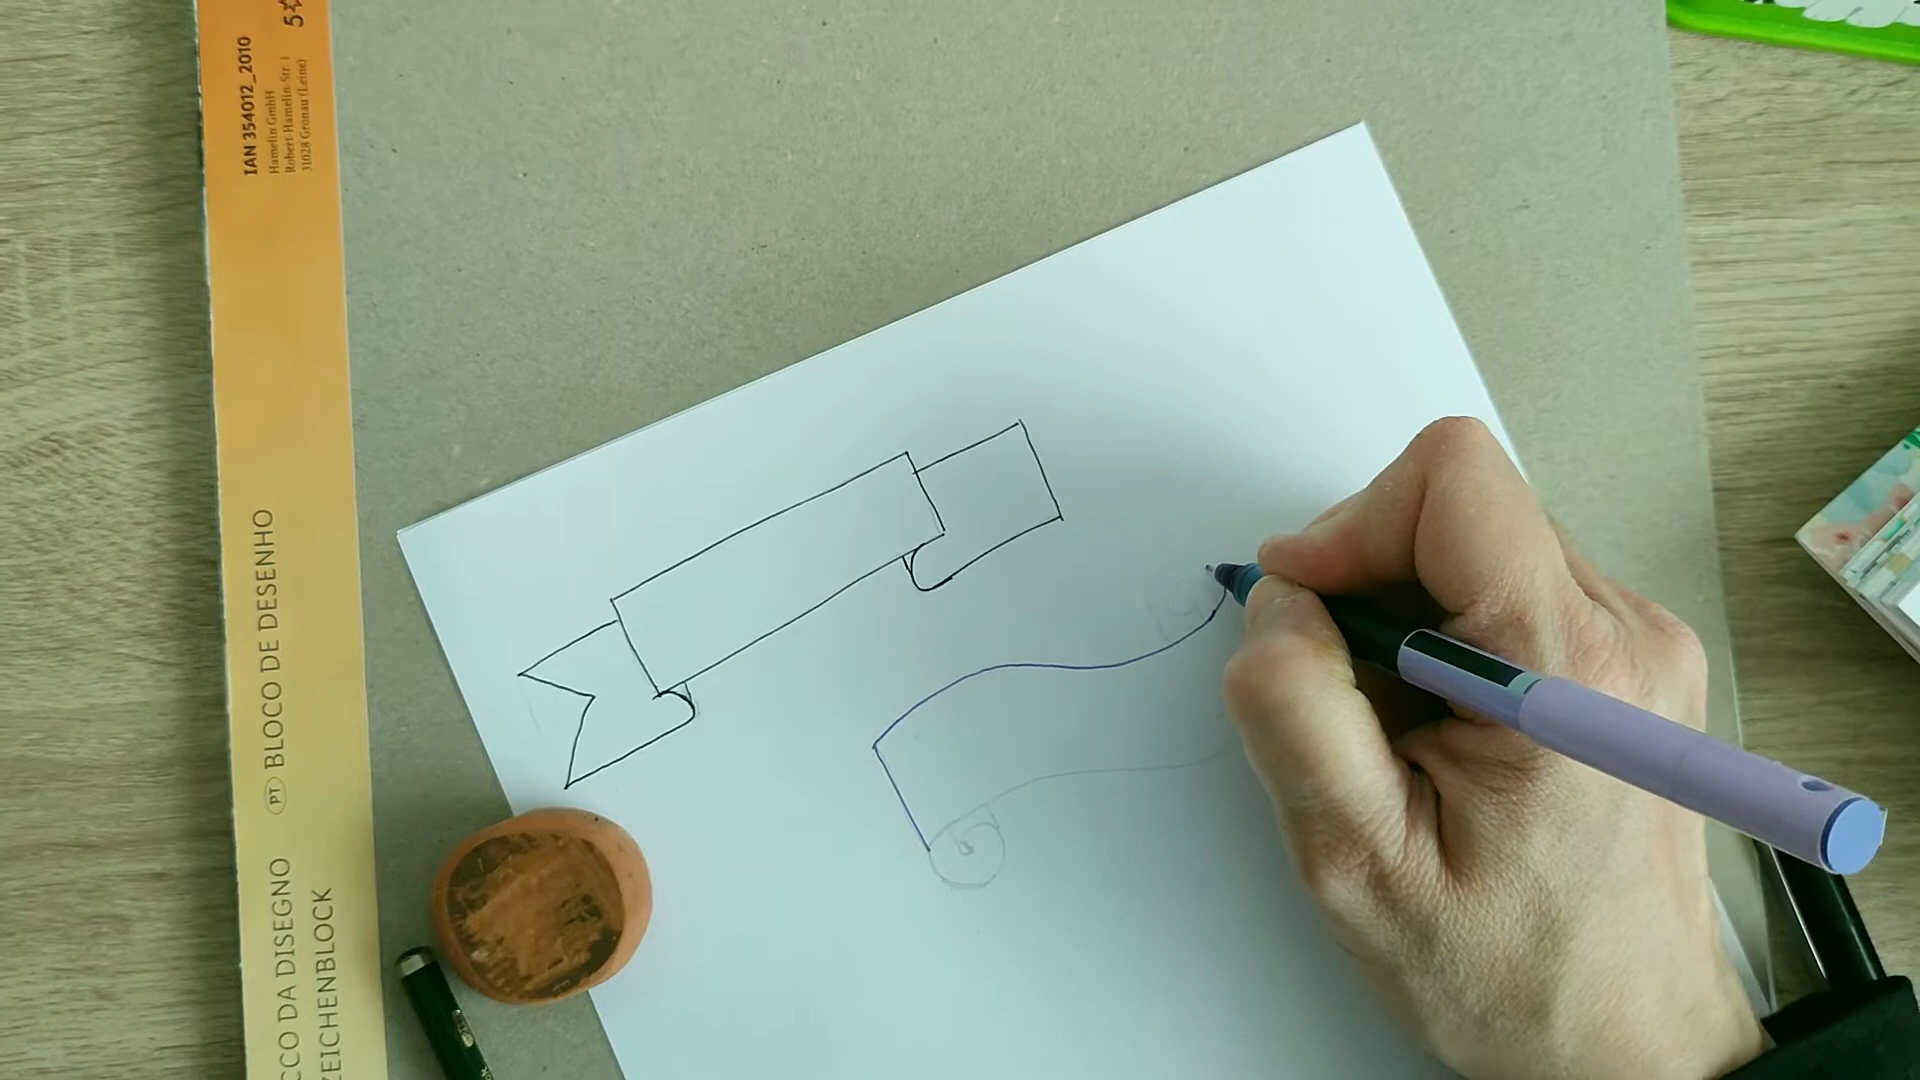 IAN 354012_2010
Hamelin GmbH
Robert-Hamelin-Str. 1
31028 Gronau (Leine)
PT BLOCO DE DESENHO
CCO DA DISEGNO
ZEICHENBLOCK